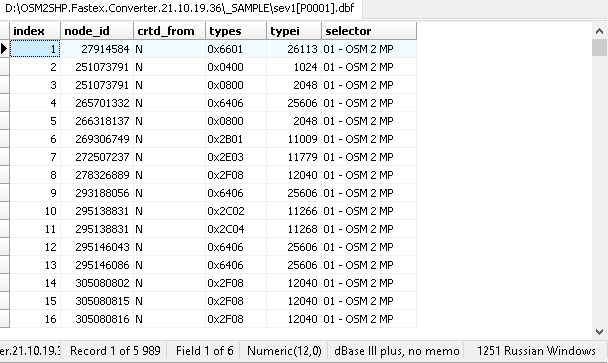 D:\OSM2SHP.Fastex.Converter.21.10.19.36\_SAMPLE\sev1[P0001].dbf
index node_id crtd_from types typei selector
1 27914584 N 0x6601 26113 01 - OSM 2 MP
2 251073791 N 0x0400 1024 01 - OSM 2 MP
3 251073791 N 0x0800 2048 01 - OSM 2 MP
4 265701332 N 0x6406 25606 01 - OSM 2 MP
5 266318137 N 0x0800 2048 01 - OSM 2 MP
6 269306749 N 0x2B01 11009 01 - OSM 2 MP
7 272507237 N 0x2E03 11779 01 - OSM 2 MP
8 278326889 N 0x2F08 12040 01 - OSM 2 MP
9 293188056 N 0x6406 25606 01 - OSM 2 MP
10 295138831 N 0x2C02 11266 01 - OSM 2 MP
11 295138831 N 0x2C04 11268 01 - OSM 2 MP
12 295146043 N 0x6406 25606 01 - OSM 2 MP
13 295146086 N 0x6406 25606 01 - OSM 2 MP
14 305080802 N 0x2F08 12040 01 - OSM 2 MP
15 305080815 N 0x2F08 12040 01 - OSM 2 MP
16 305080816 N 0x2F08 12040 01 - OSM 2 MP
er.21.10.19.3 Record 1 of 5 989 Field 1 of 6 Numeric(12,0) dBase III plus, no memo 1251 Russian Windows